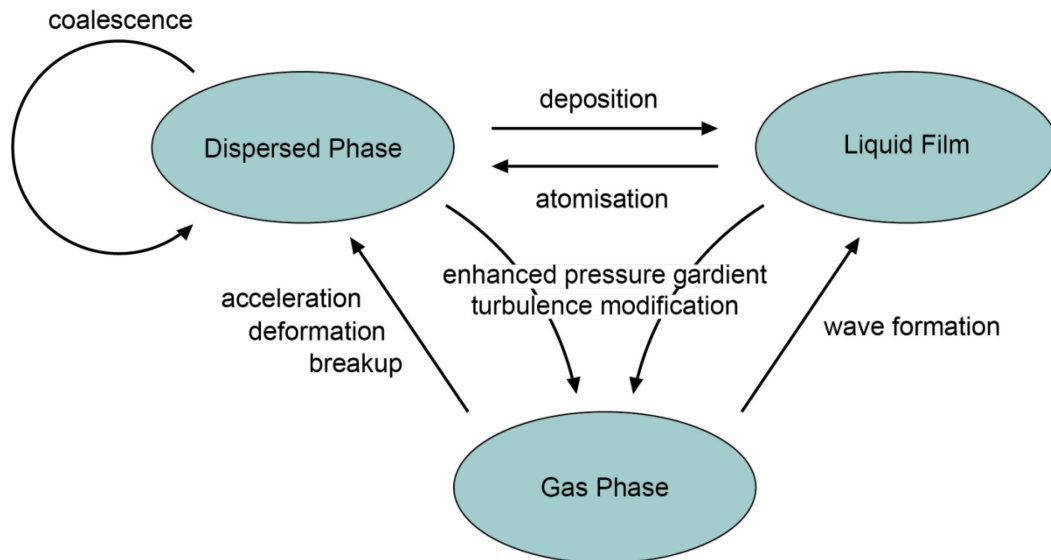 coalescence
deposition
Dispersed Phase
Liquid Film
atomisation
enhanced pressure gardient
turbulence modification
acceleration
deformation
breakup
wave formation
Gas Phase